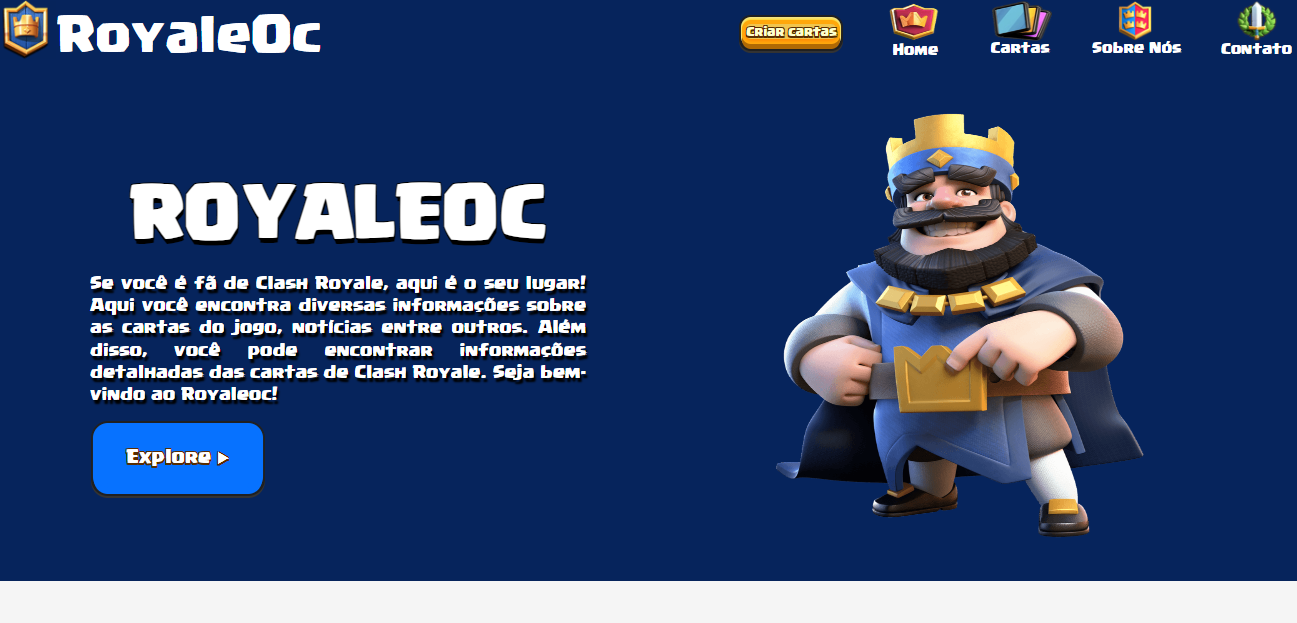 RoyaleOc
Criar cartas
Home
Cartas
Sobre Nós
Contato
ROYALEOC
Se você é fã de Clash Royale, aqui é o seu lugar!
Aqui você encontra diversas informações sobre
as cartas do jogo, notícias entre outros. Além
disso, você pode encontrar informações
detalhadas das cartas de Clash Royale. Seja bem-
vindo ao Royaleoc!
Explore ▶